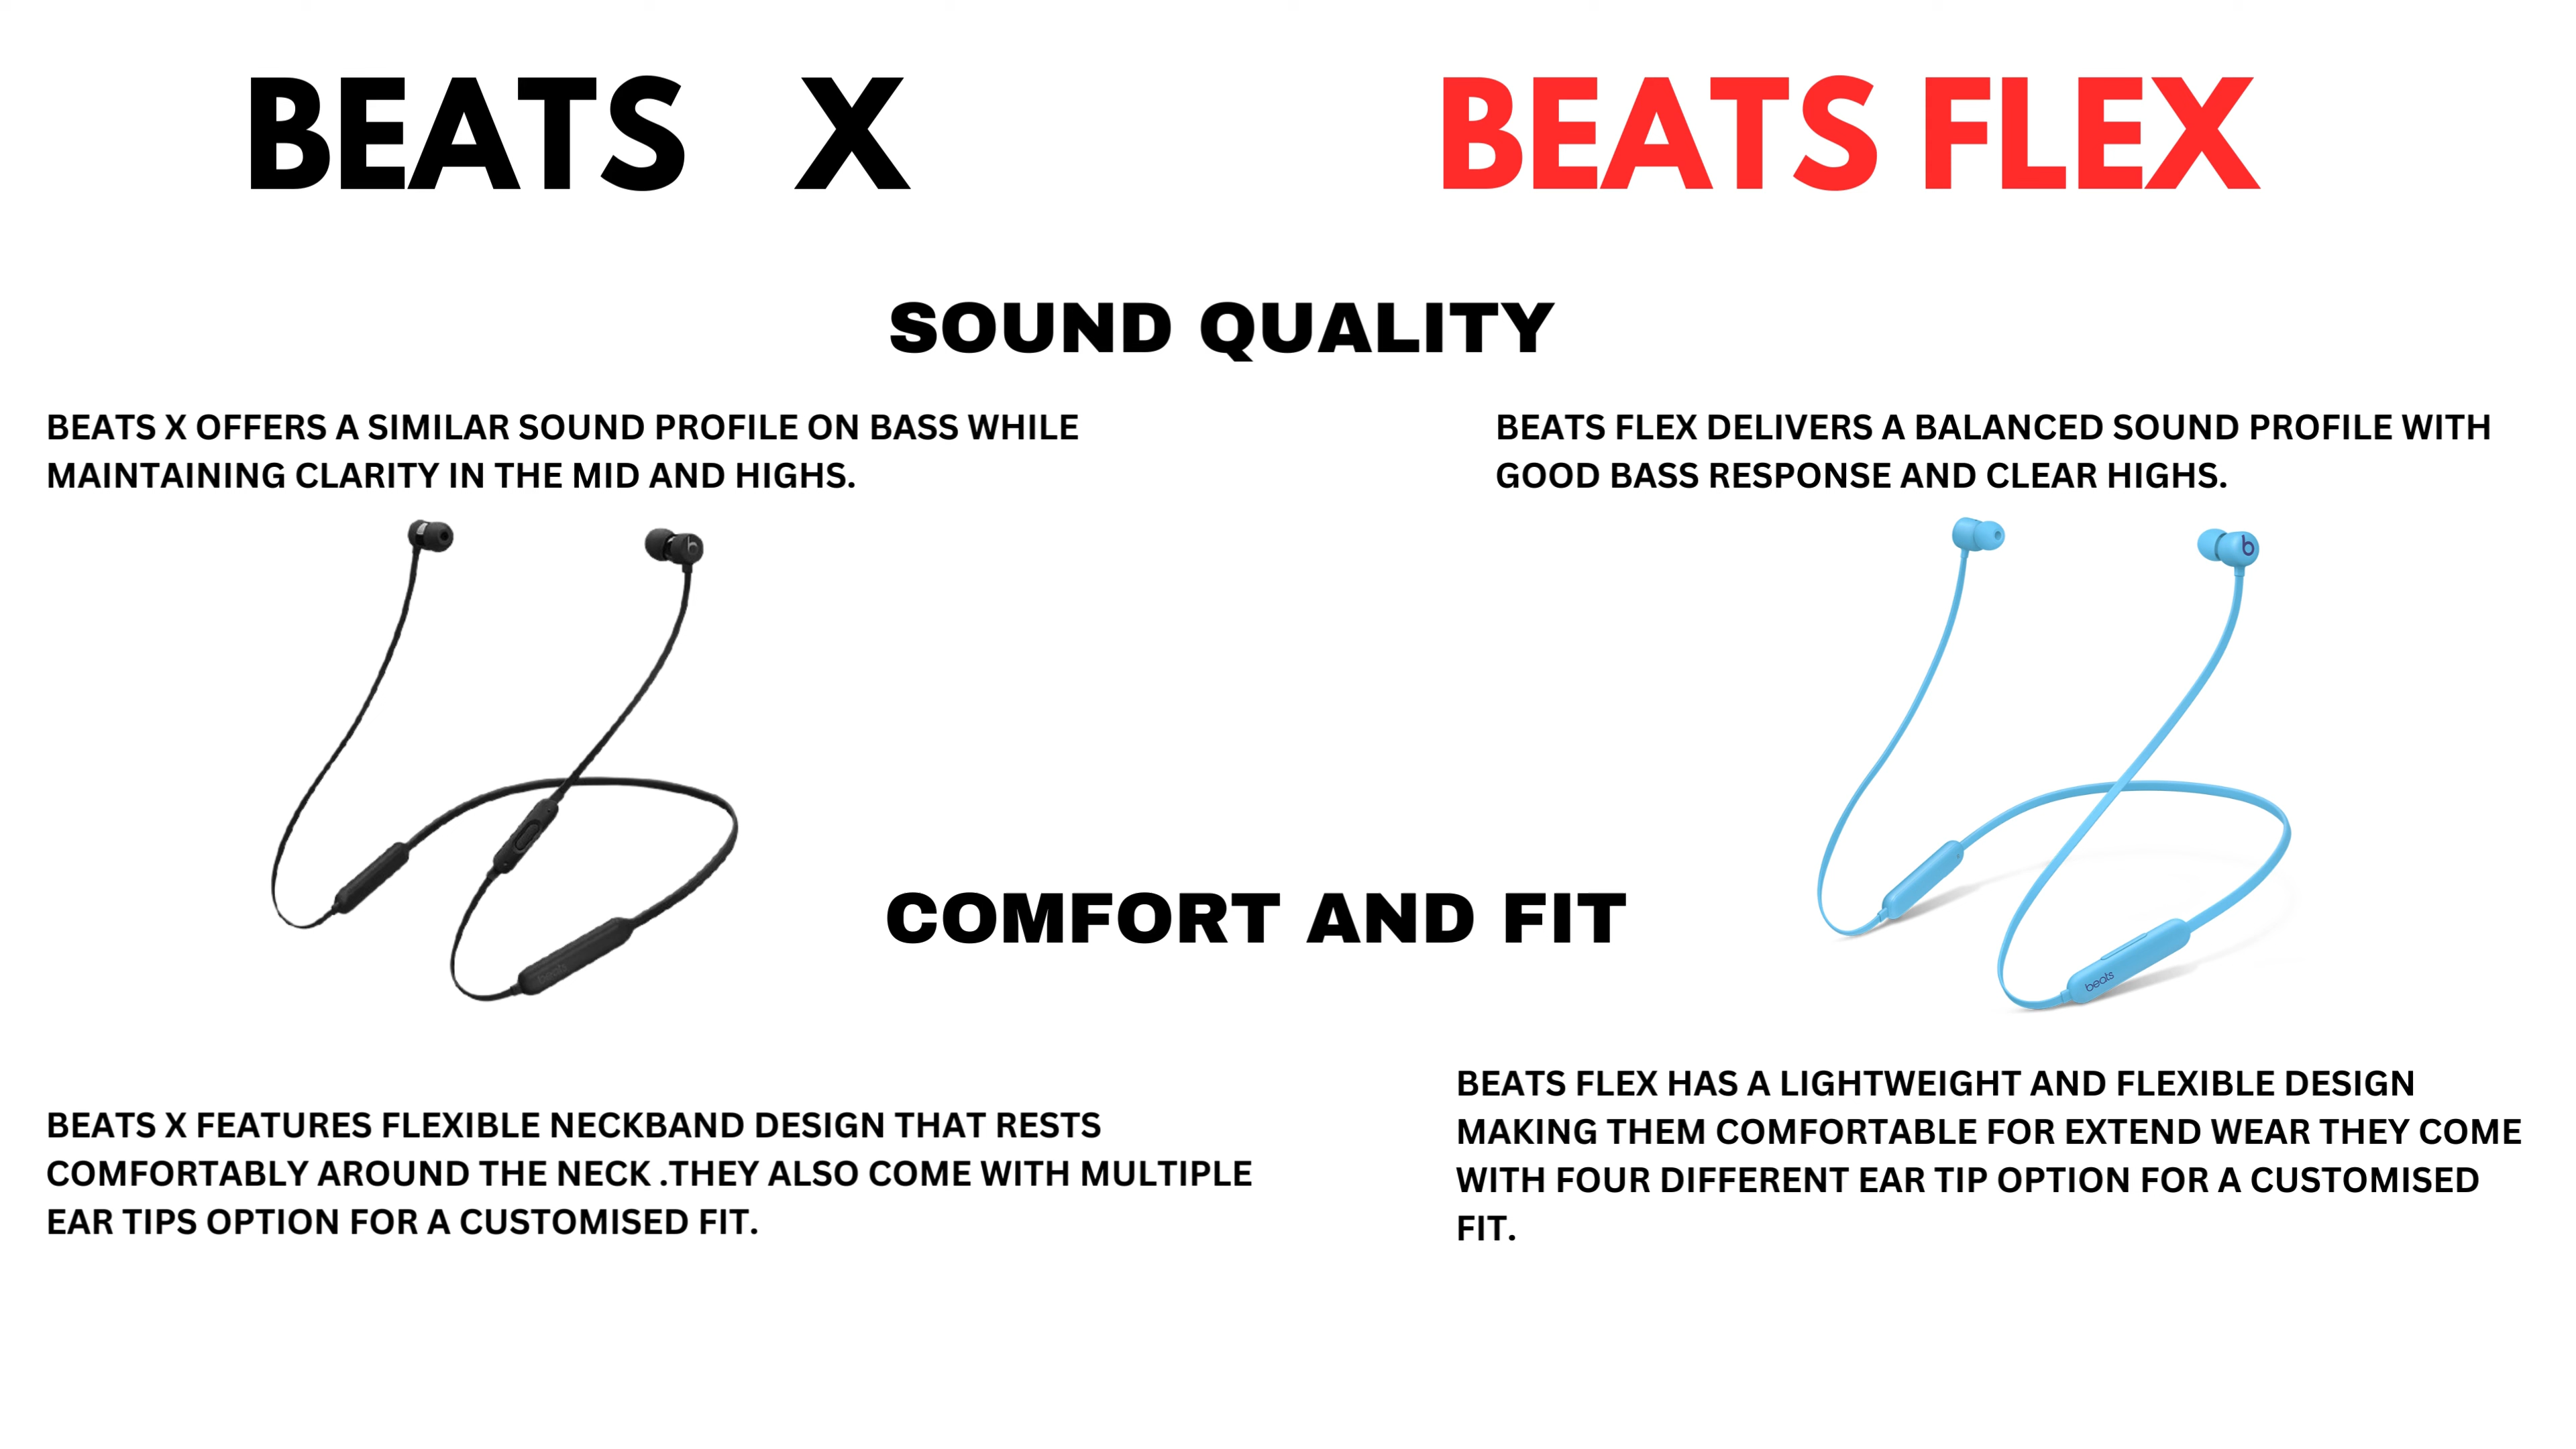 BEATS X
BEATS FLEX
SOUND QUALITY
BEATS X OFFERS A SIMILAR SOUND PROFILE ON BASS WHILE
MAINTAINING CLARITY IN THE MID AND HIGHS.
BEATS FLEX DELIVERS A BALANCED SOUND PROFILE WITH
GOOD BASS RESPONSE AND CLEAR HIGHS.
b
b
beats
beats
COMFORT AND FIT
BEATS X FEATURES FLEXIBLE NECKBAND DESIGN THAT RESTS
COMFORTABLY AROUND THE NECK .THEY ALSO COME WITH MULTIPLE
EAR TIPS OPTION FOR A CUSTOMISED FIT.
BEATS FLEX HAS A LIGHTWEIGHT AND FLEXIBLE DESIGN
MAKING THEM COMFORTABLE FOR EXTEND WEAR THEY COME
WITH FOUR DIFFERENT EAR TIP OPTION FOR A CUSTOMISED
FIT.